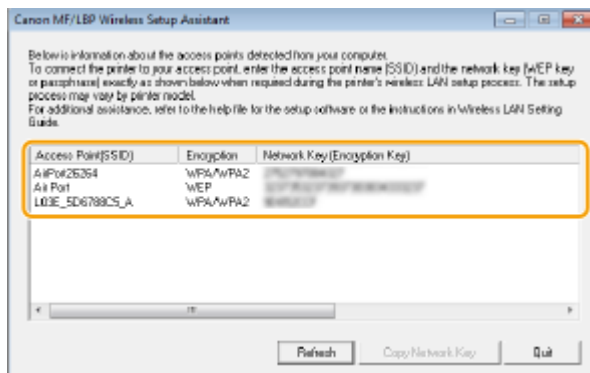 Canon MF/LBP Wireless Setup Assistant
Below is information about the access points detected from your computer.
To connect the printer to your access point, enter the access point name (SSID) and the network key (WEP key
or passphrase) exactly as shown below when required during the printer's wireless LAN setup process. The setup
process may vary by printer model.
For additional assistance, refer to the help file for the setup software or the instructions in Wireless LAN Setting
Guide.
Access Point(SSID) Encryption Network Key(Encryption Key)
AirPort26264 WPA/WPA2
Air Port WEP
L03E_5D6788C5_A WPA/WPA2
Refresh Copy Network Key Quit